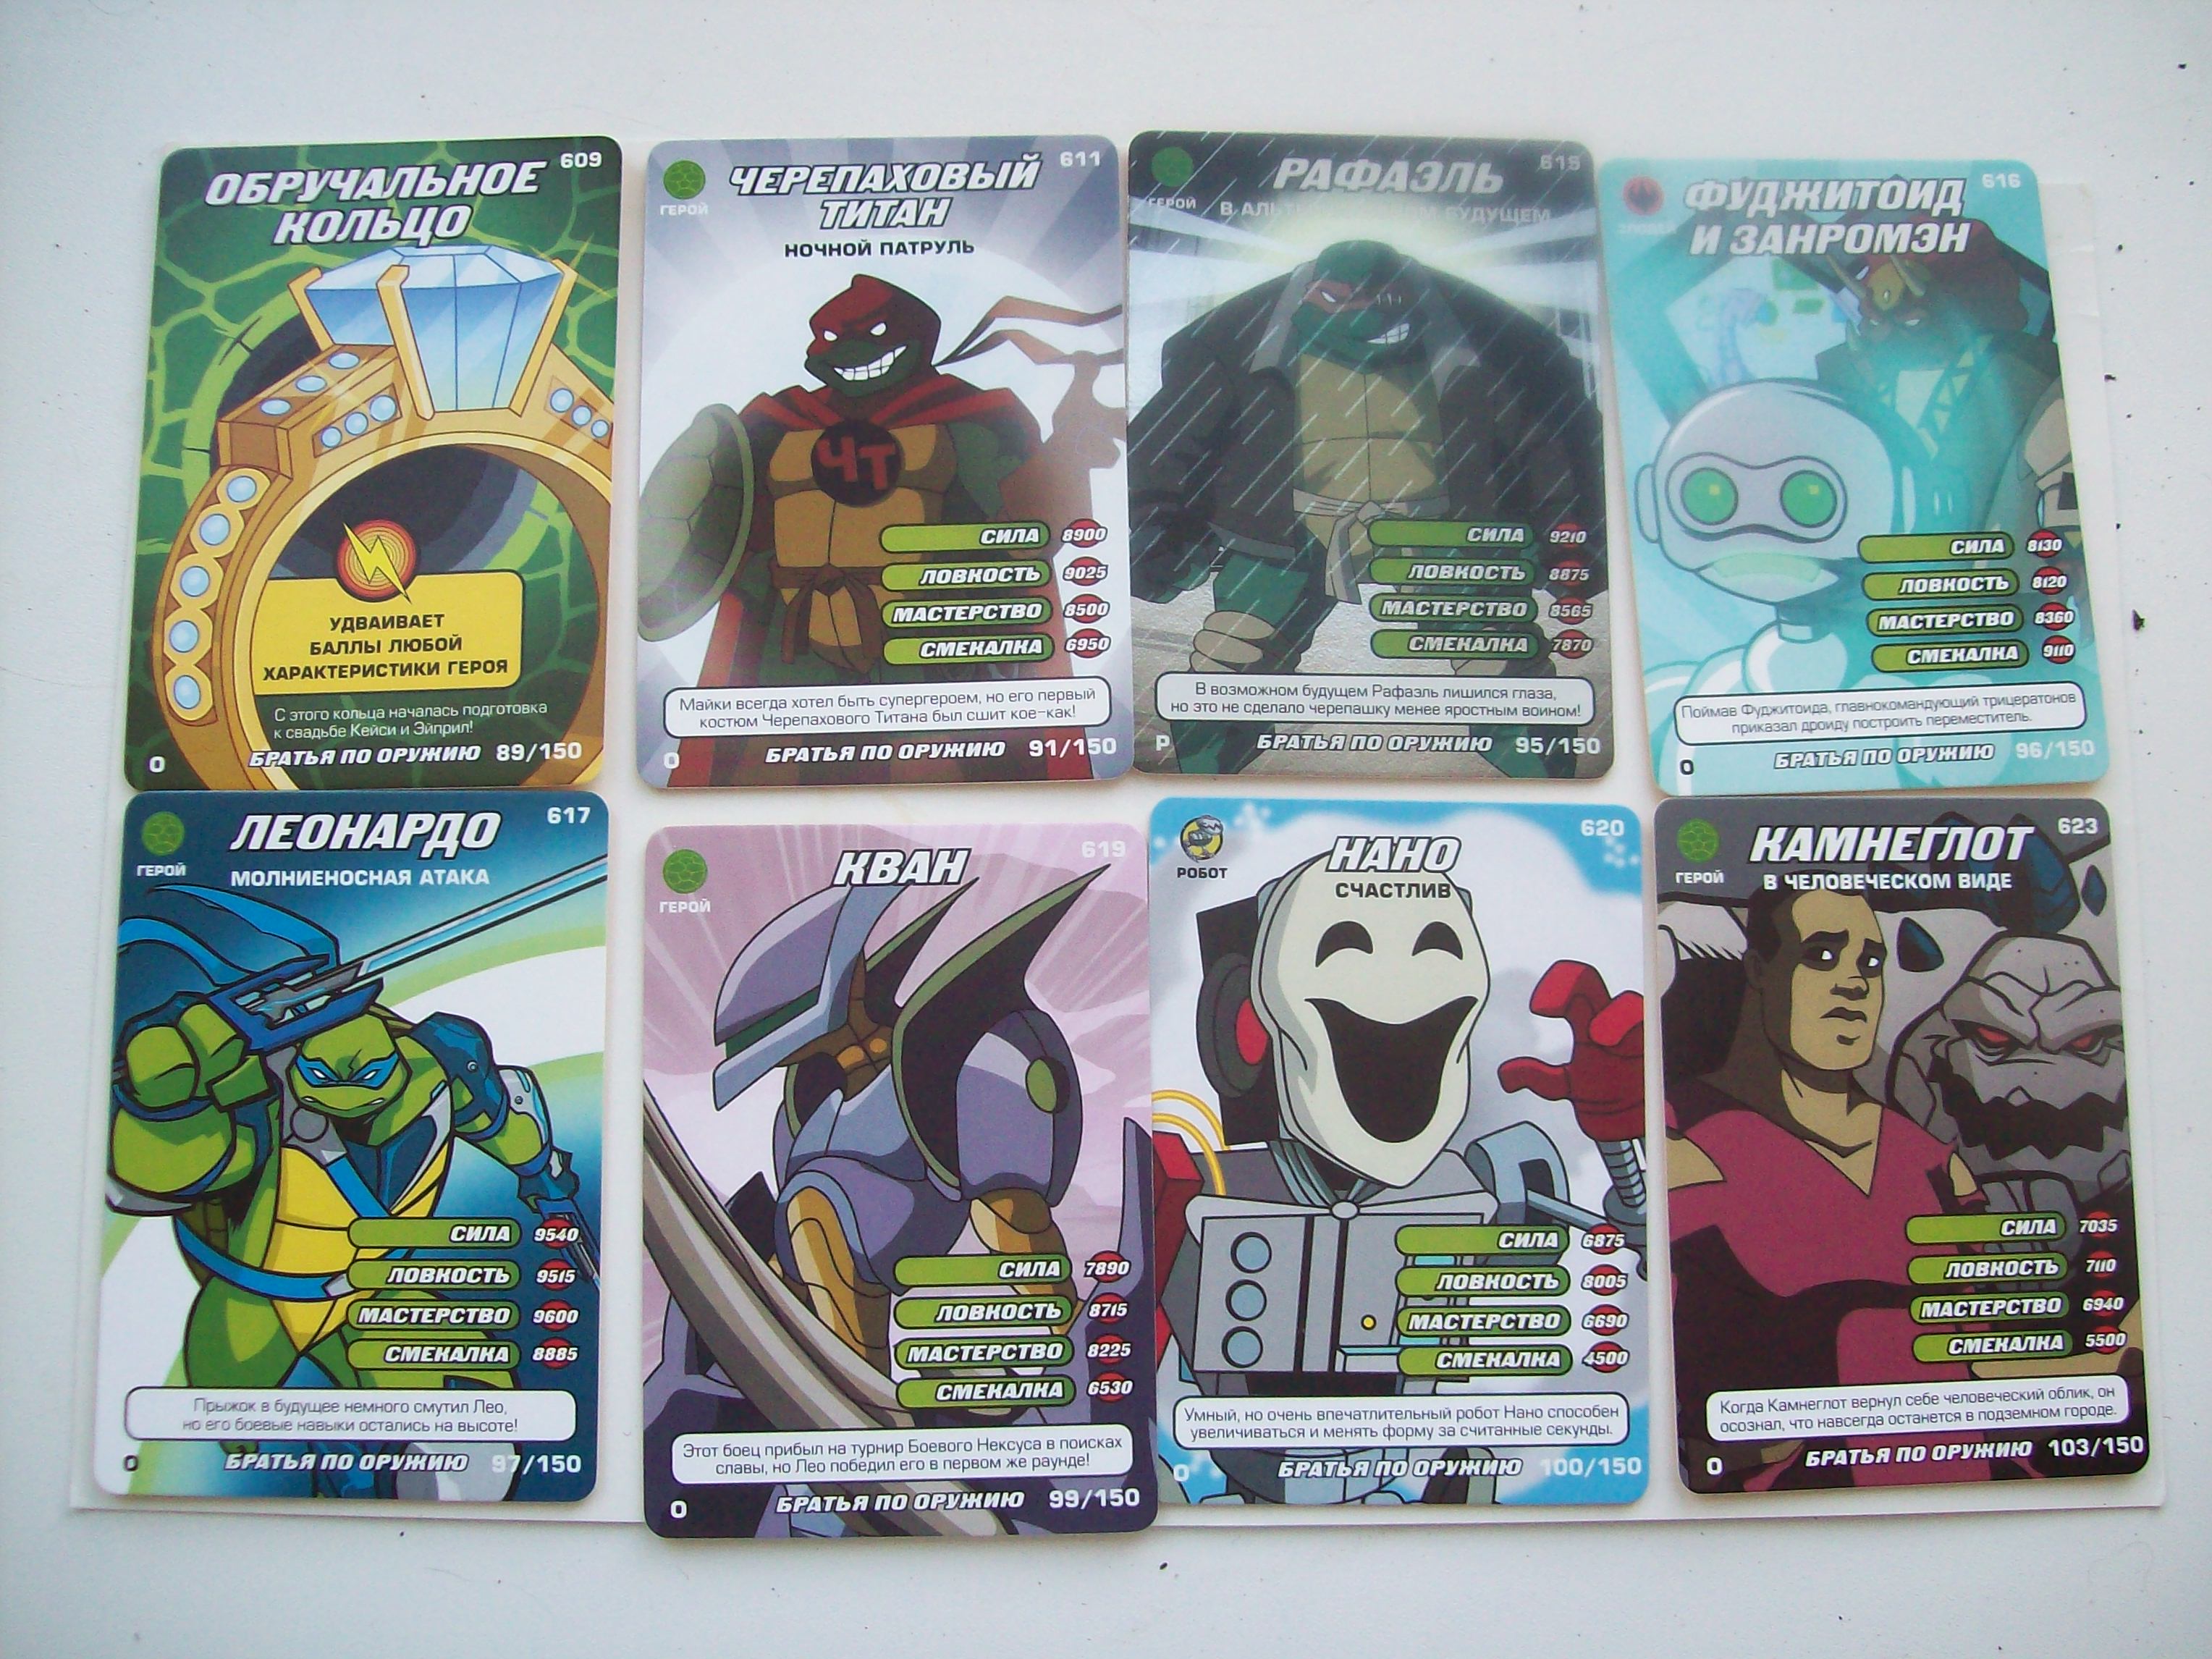 609
ОБРУЧАЛЬНОЕ
КОЛЬЦО
УДВАИВАЕТ
БАЛЛЫ ЛЮБОЙ
ХАРАКТЕРИСТИКИ ГЕРОЯ
С этого кольца началась подготовка
к свадьбе Кейси и Эйприл!
О БРАТЬЯ ПО ОРУЖИЮ 89/150
611
ГЕРОЙ
ЧЕРЕПАХОВЫЙ
ТИТАН
НОЧНОЙ ПАТРУЛЬ
ЧТ
СИЛА 8900
ЛОВКОСТЬ 9025
МАСТЕРСТВО 8500
СМЕКАЛКА 6950
Майки всегда хотел быть супергероем, но его первый
костюм Черепахового Титана был сшит кое-как!
О БРАТЬЯ ПО ОРУЖИЮ 91/150
615
ГЕРОЙ
РАФАЭЛЬ
В БУДУЩЕМ
СИЛА 9210
ЛОВКОСТЬ 8875
МАСТЕРСТВО 8565
СМЕКАЛКА 7870
В возможном будущем Рафаэль лишился глаза,
но это не сделало черепашку менее яростным воином!
Р БРАТЬЯ ПО ОРУЖИЮ 95/150
616
ЗЛОДЕЙ
ФУДЖИТОИД
И ЗАНРОМЭН
СИЛА 8130
ЛОВКОСТЬ 8120
МАСТЕРСТВО 8360
СМЕКАЛКА 9110
Поймав Фуджитоида, главнокомандующий трицератонов
приказал дроиду построить переместитель.
О БРАТЬЯ ПО ОРУЖИЮ 96/150
617
ГЕРОЙ
ЛЕОНАРДО
МОЛНИЕНОСНАЯ АТАКА
СИЛА 9540
ЛОВКОСТЬ 9515
МАСТЕРСТВО 9600
СМЕКАЛКА 8885
Прыжок в будущее немного смутил Лео,
но его боевые навыки остались на высоте!
О БРАТЬЯ ПО ОРУЖИЮ 97/150
619
ГЕРОЙ
КВАН
СИЛА 7890
ЛОВКОСТЬ 8715
МАСТЕРСТВО 8225
СМЕКАЛКА 6530
Этот боец прибыл на турнир Боевого Нексуса в поисках
славы, но Лео победил его в первом же раунде!
О БРАТЬЯ ПО ОРУЖИЮ 99/150
620
РОБОТ
НАНО
СЧАСТЛИВ
СИЛА 6875
ЛОВКОСТЬ 8005
МАСТЕРСТВО 6690
СМЕКАЛКА 4500
Умный, но очень впечатлительный робот Нано способен
увеличиваться и менять форму за считанные секунды.
О БРАТЬЯ ПО ОРУЖИЮ 100/150
623
ГЕРОЙ
КАМНЕГЛОТ
В ЧЕЛОВЕЧЕСКОМ ВИДЕ
СИЛА 7035
ЛОВКОСТЬ 7110
МАСТЕРСТВО 6940
СМЕКАЛКА 5500
Когда Камнеглот вернул себе человеческий облик, он
осознал, что навсегда останется в подземном городе.
О БРАТЬЯ ПО ОРУЖИЮ 103/150